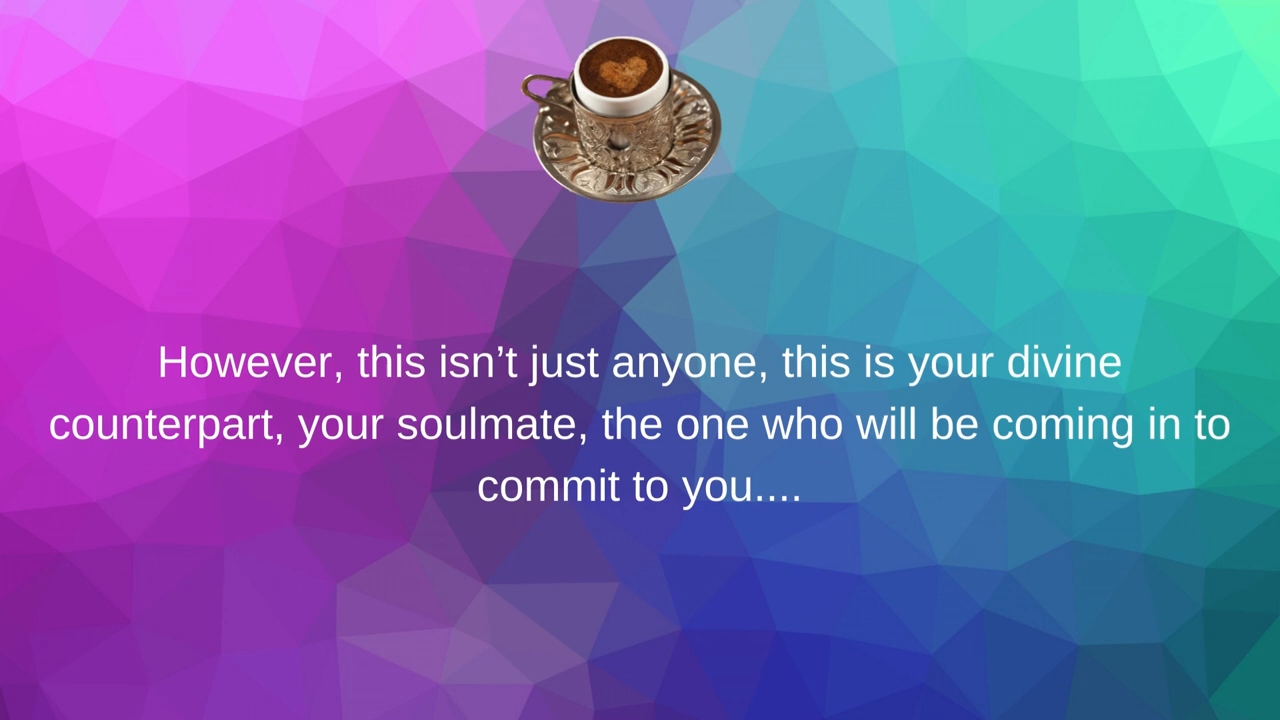 However, this isn’t just anyone, this is your divine
counterpart, your soulmate, the one who will be coming in to
commit to you....